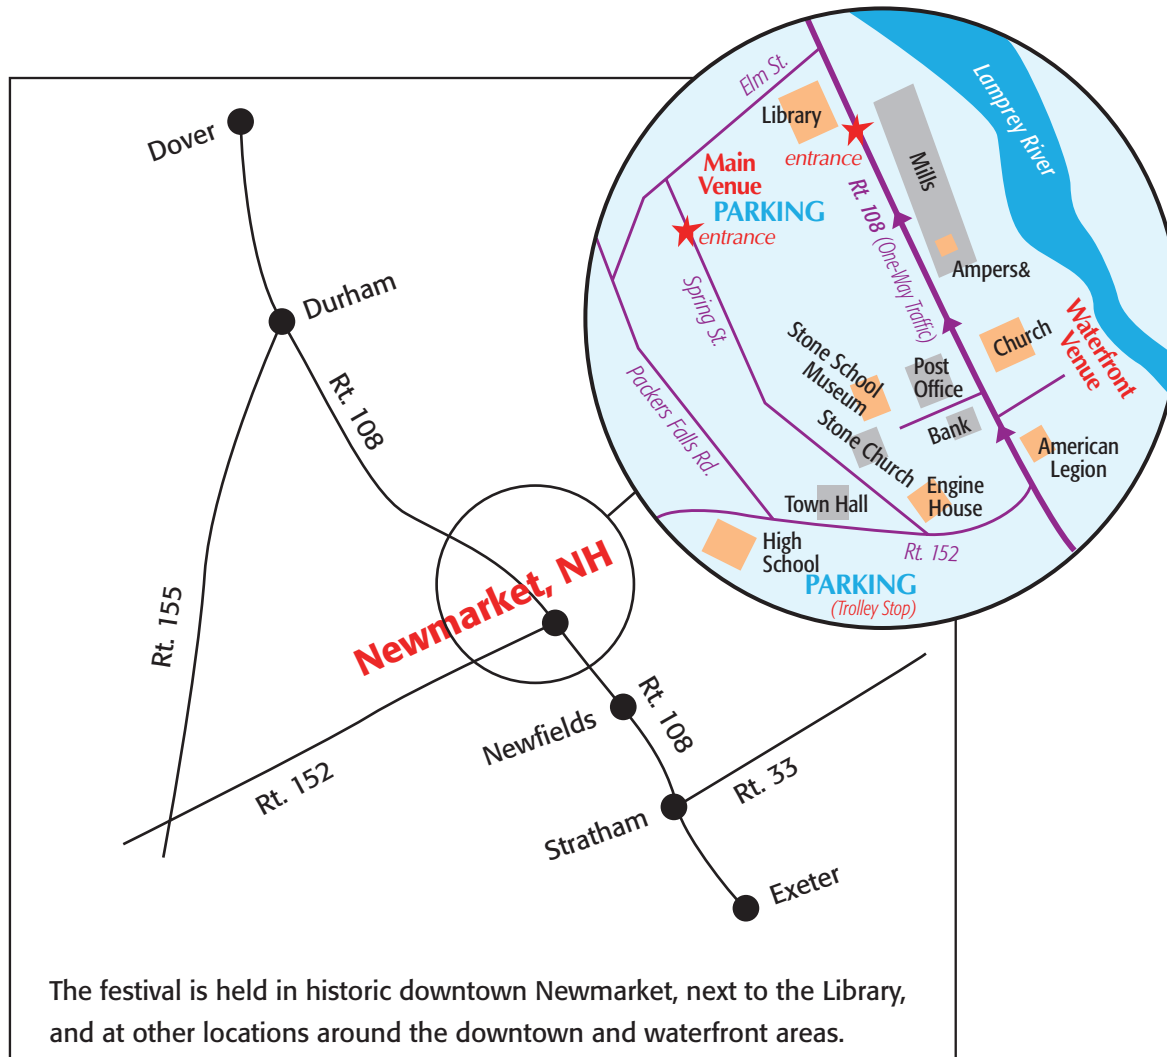 Dover
Durham
Rt. 108
Rt. 155
Newmarket, NH
Rt. 152
Newfields
Rt. 108
Stratham
Rt. 33
Exeter
Elm St.
Library
entrance
Main
Venue
PARKING
entrance
Mills
Lamprey River
Rt. 108 (One-Way Traffic)
Ampers&
Spring St.
Packers Falls Rd.
Stone School
Museum
Post
Office
Church
Waterfront
Venue
Stone Church
Bank
American
Legion
Town Hall
Engine
House
Rt. 152
High
School
PARKING
(Trolley Stop)
The festival is held in historic downtown Newmarket, next to the Library,
and at other locations around the downtown and waterfront areas.